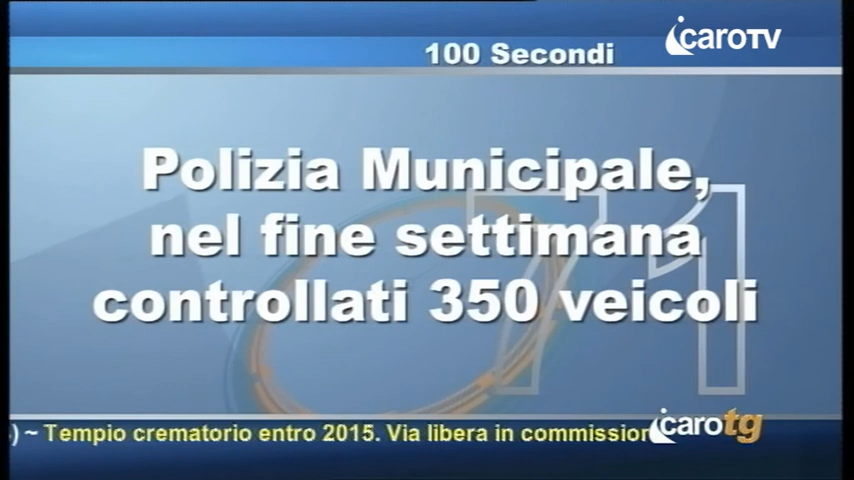 100 Secondi
icaroTV
Polizia Municipale,
nel fine settimana
controllati 350 veicoli
71
) ~ Tempio crematorio entro 2015. Via libera in commission
icarotg